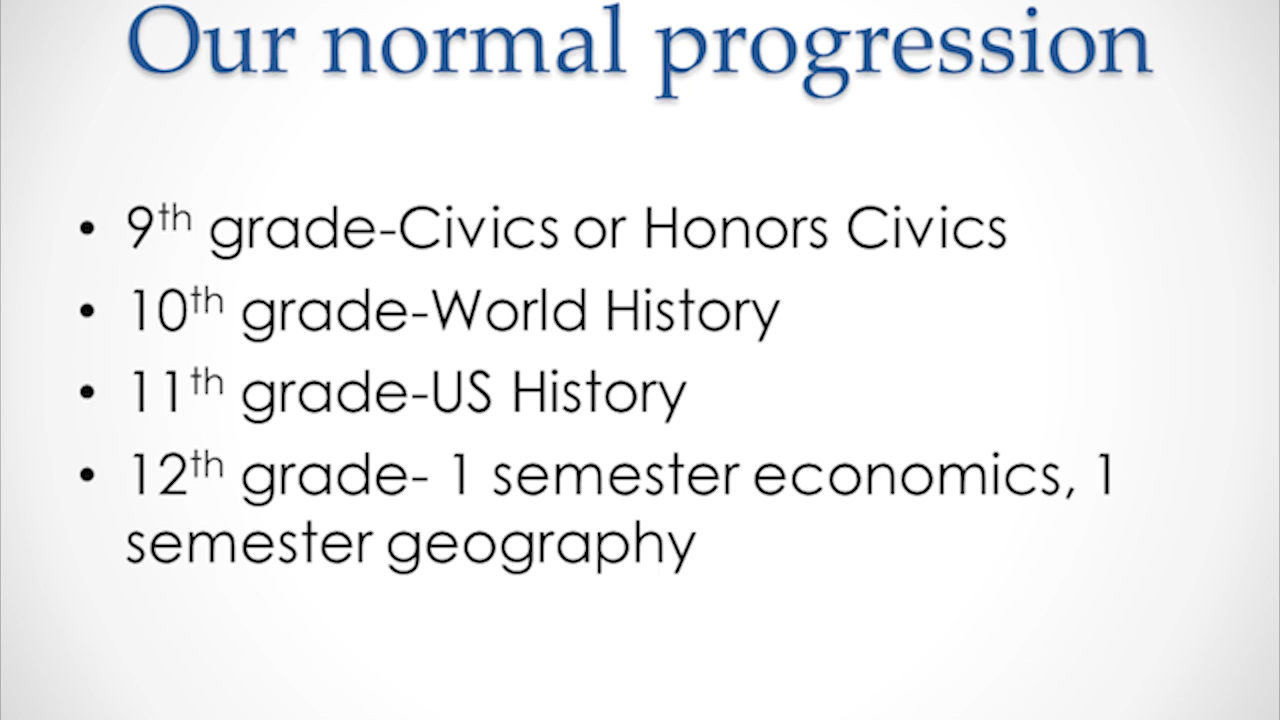 Our normal progression
• 9th grade-Civics or Honors Civics
• 10th grade-World History
• 11th grade-US History
• 12th grade- 1 semester economics, 1
semester geography